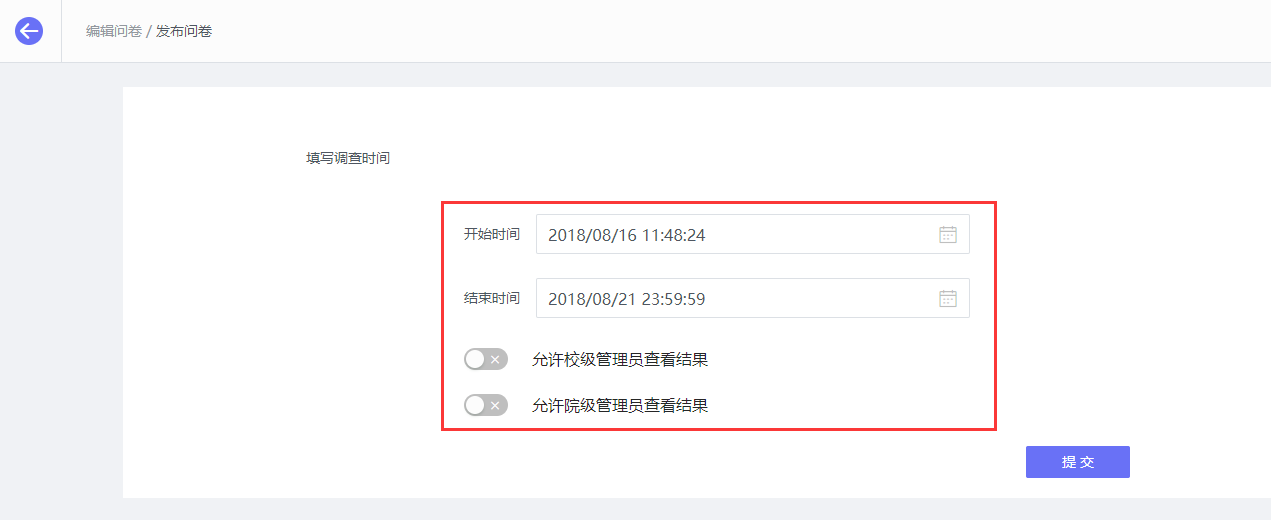 编辑问卷 / 发布问卷
填写调查时间
开始时间 2018/08/16 11:48:24
结束时间 2018/08/21 23:59:59
允许校级管理员查看结果
允许院级管理员查看结果
提 交